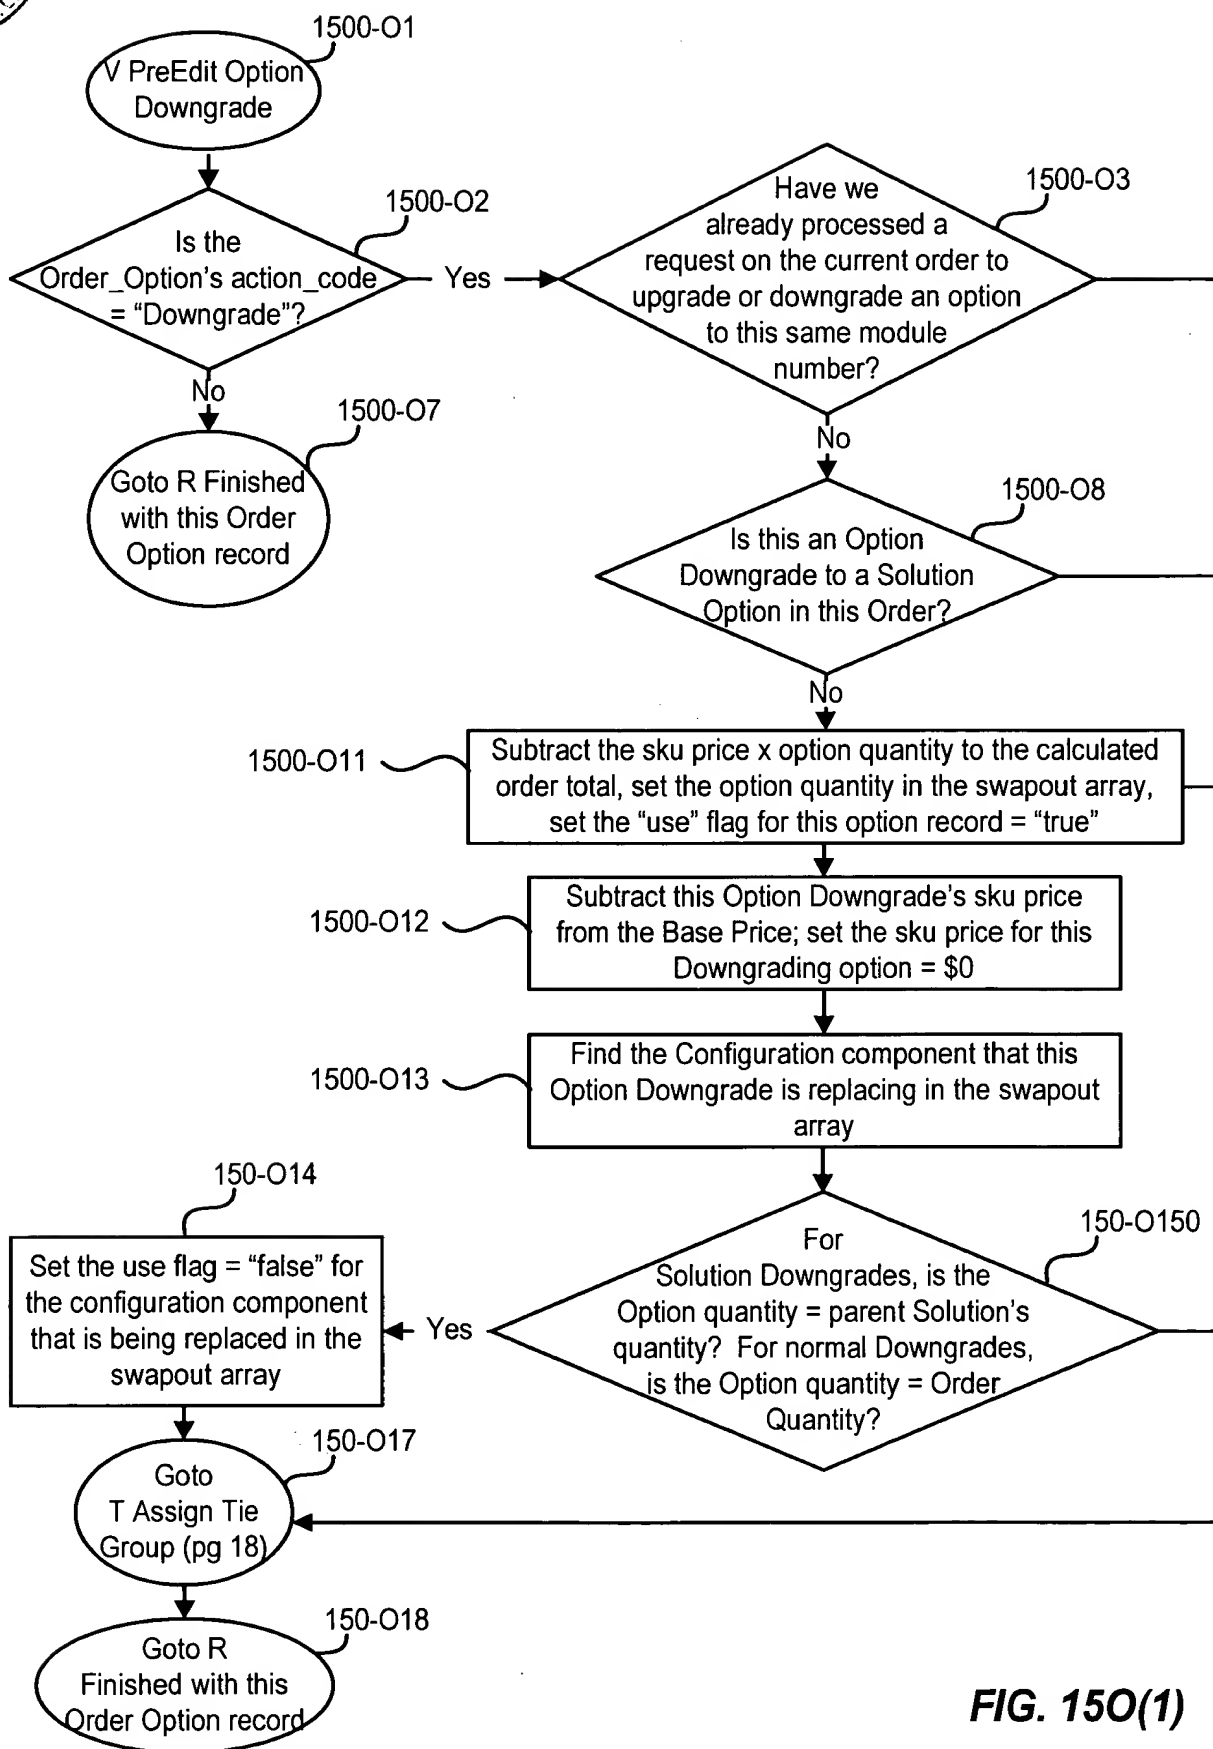 1500-O1
V PreEdit Option
Downgrade
1500-O2
Is the
Order_Option's action_code
= “Downgrade”?
Yes
No
1500-O7
Goto R Finished
with this Order
Option record
1500-O3
Have we
already processed a
request on the current order to
upgrade or downgrade an option
to this same module
number?
No
1500-O8
Is this an Option
Downgrade to a Solution
Option in this Order?
No
1500-O11
Subtract the sku price x option quantity to the calculated
order total, set the option quantity in the swapout array,
set the “use” flag for this option record = “true”
1500-O12
Subtract this Option Downgrade's sku price
from the Base Price; set the sku price for this
Downgrading option = $0
1500-O13
Find the Configuration component that this
Option Downgrade is replacing in the swapout
array
150-O150
For
Solution Downgrades, is the
Option quantity = parent Solution's
quantity? For normal Downgrades,
is the Option quantity = Order
Quantity?
Yes
150-O14
Set the use flag = “false” for
the configuration component
that is being replaced in the
swapout array
150-O17
Goto
T Assign Tie
Group (pg 18)
150-O18
Goto R
Finished with this
Order Option record
FIG. 15O(1)